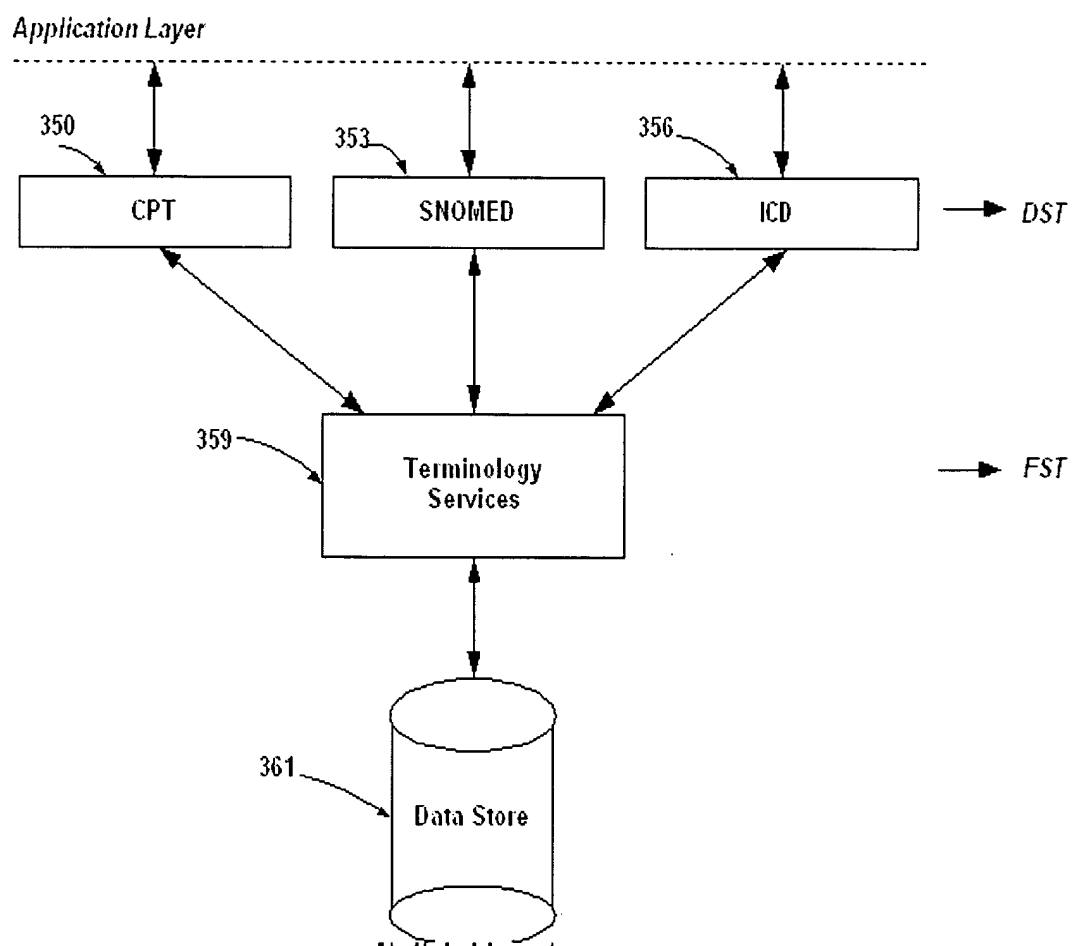 Application Layer
350
353
356
CPT
SNOMED
ICD
DST
359
Terminology
Services
FST
361
Data Store